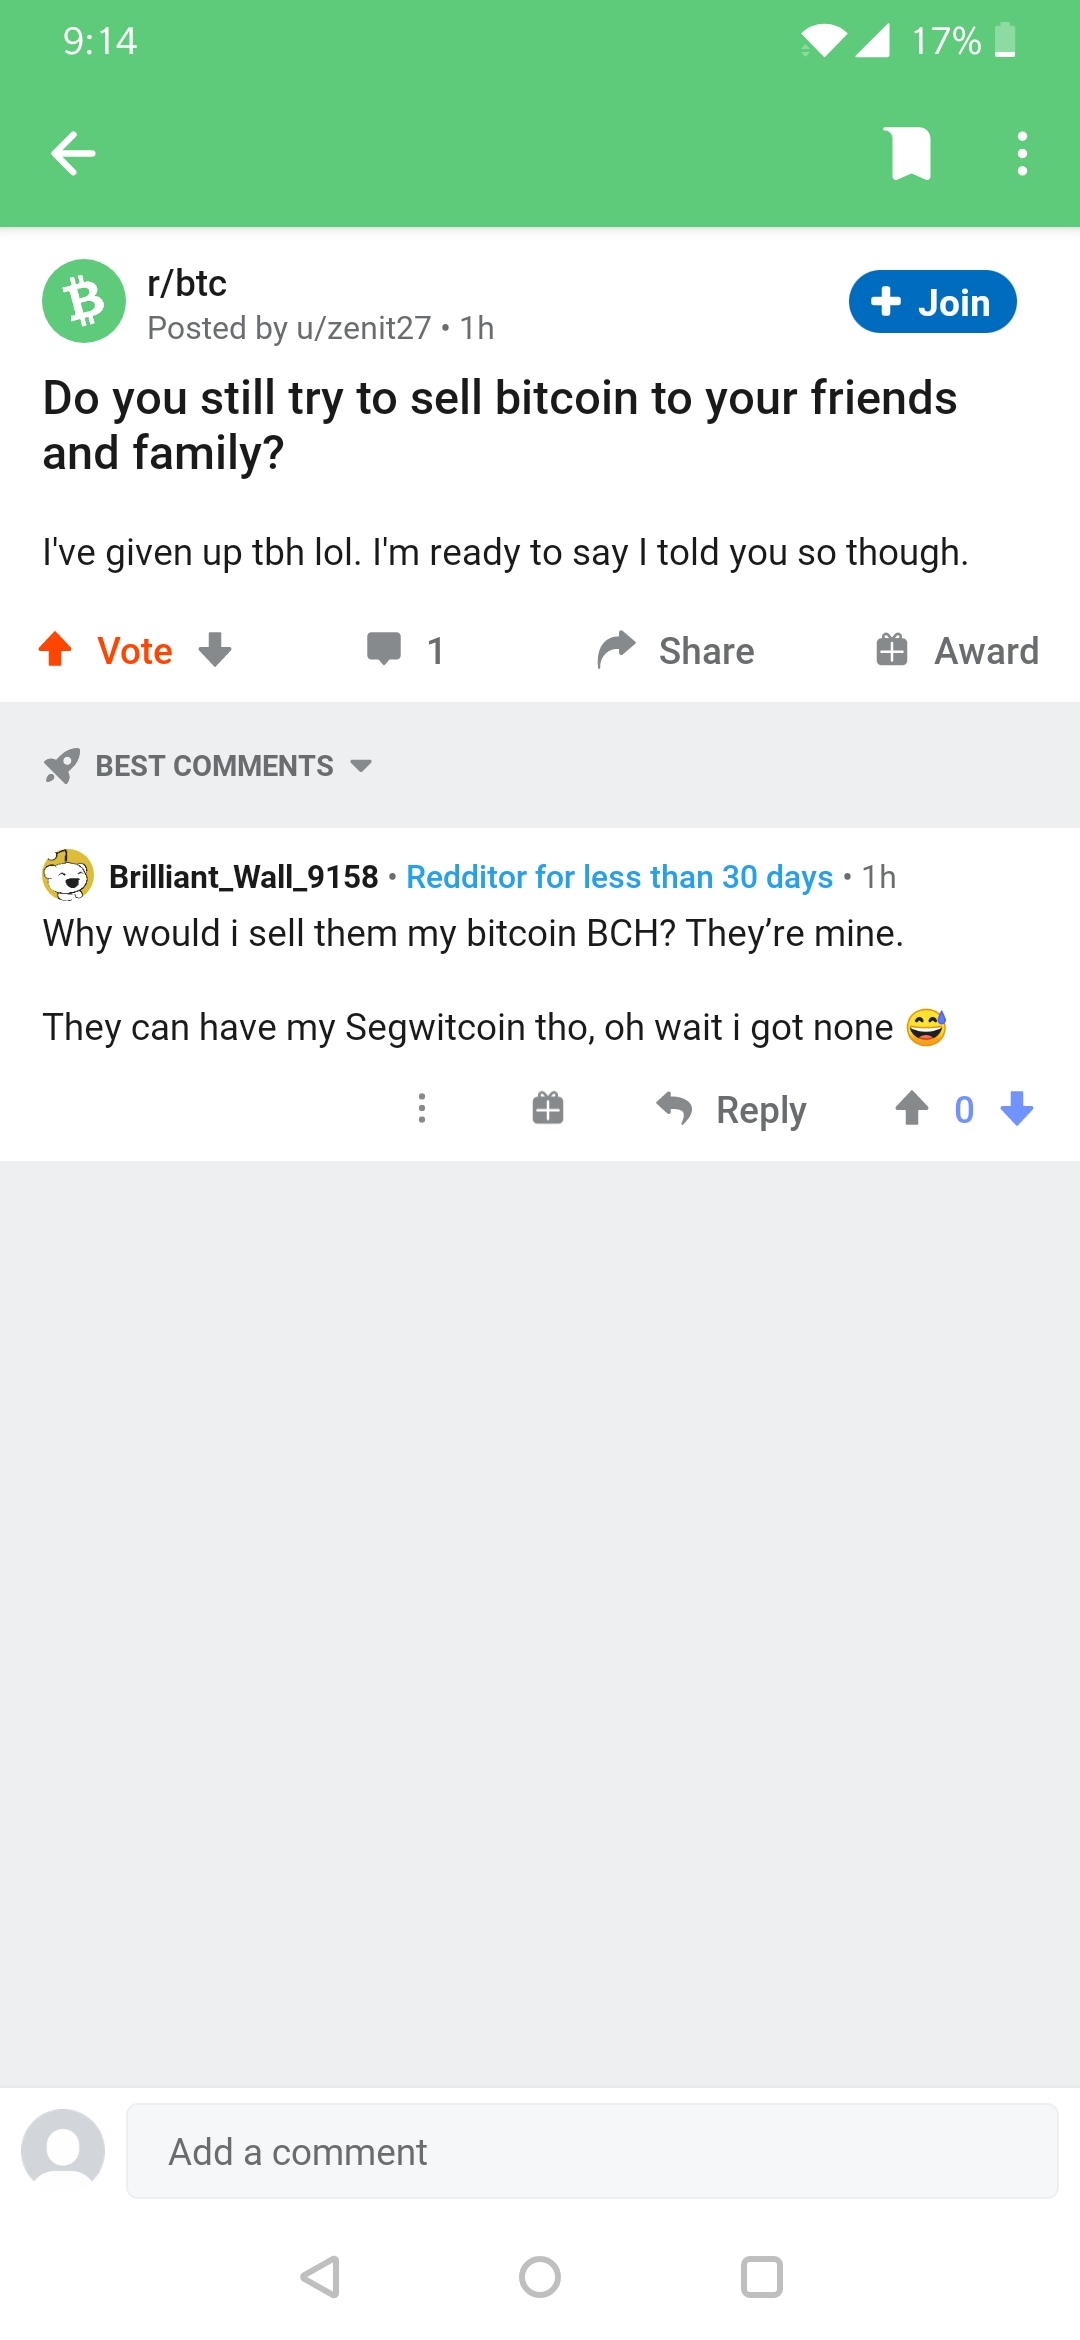 9:14
17%
r/btc
Posted by u/zenit27 • 1h
+ Join
Do you still try to sell bitcoin to your friends
and family?
I've given up tbh lol. I'm ready to say I told you so though.
Vote
1
Share
Award
BEST COMMENTS
Brilliant_Wall_9158 • Redditor for less than 30 days • 1h
Why would i sell them my bitcoin BCH? They’re mine.
They can have my Segwitcoin tho, oh wait i got none 😅
Reply
0
Add a comment